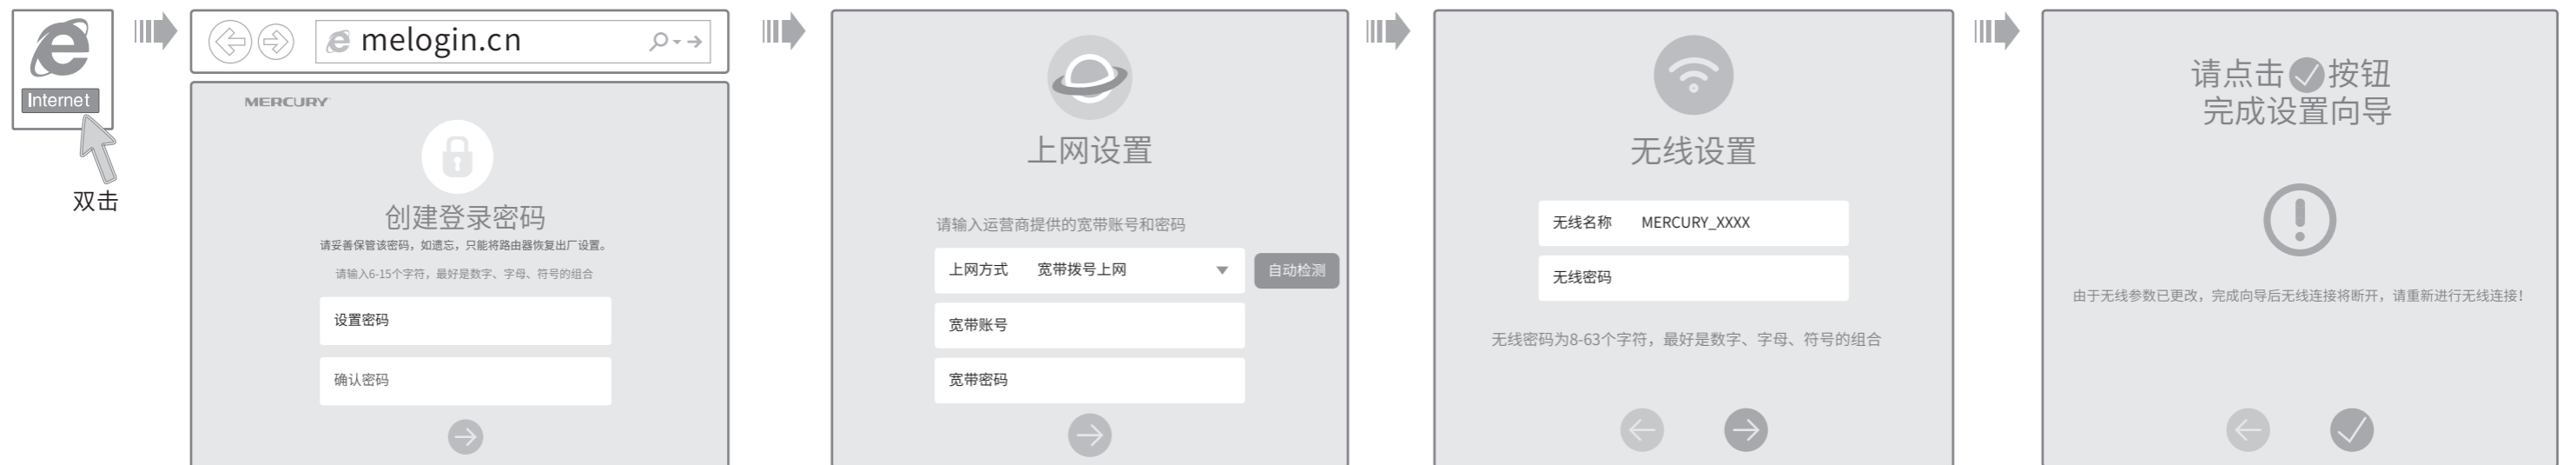 Internet
双击
melogin.cn
MERCURY
创建登录密码
请妥善保管该密码，如遗忘，只能将路由器恢复出厂设置。
请输入6-15个字符，最好是数字、字母、符号的组合
设置密码
确认密码
上网设置
请输入运营商提供的宽带账号和密码
上网方式 宽带拨号上网
自动检测
宽带账号
宽带密码
无线设置
无线名称 MERCURY_XXXX
无线密码
无线密码为8-63个字符，最好是数字、字母、符号的组合
请点击 按钮
完成设置向导
由于无线参数已更改，完成向导后无线连接将断开，请重新进行无线连接！